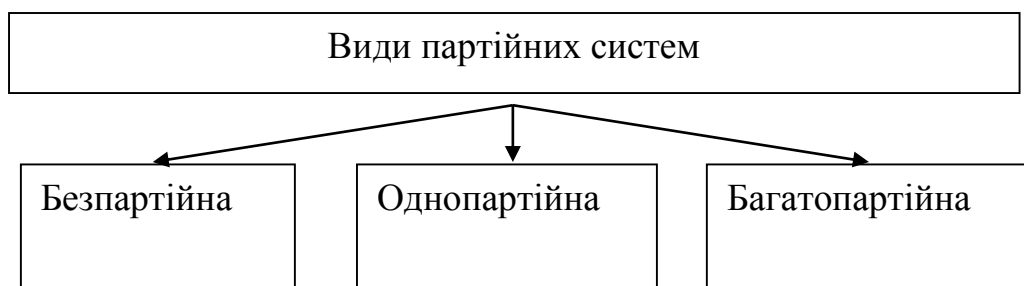 Види партійних систем
Безпартійна
Однопартійна
Багатопартійна